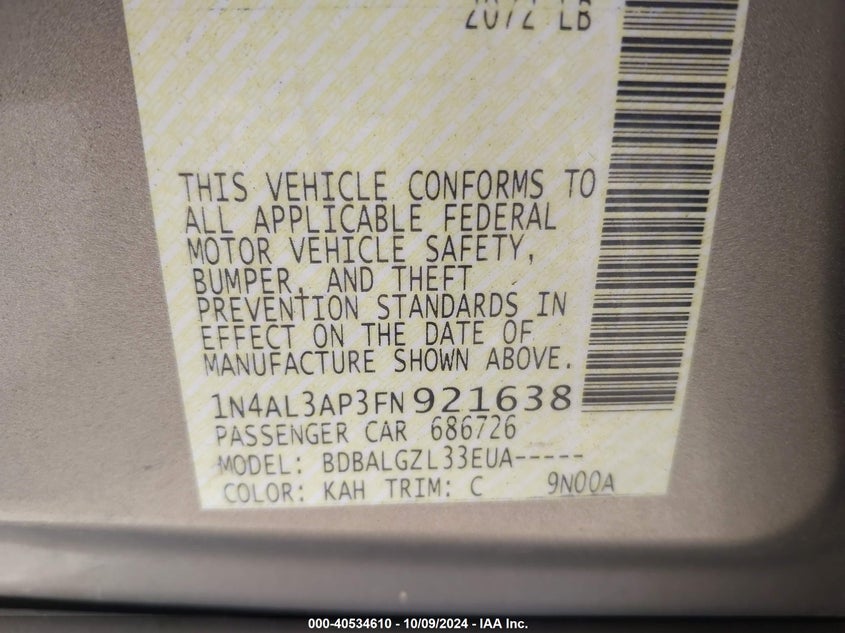 2072 LB
THIS VEHICLE CONFORMS TO
ALL APPLICABLE FEDERAL
MOTOR VEHICLE SAFETY,
BUMPER, AND THEFT
PREVENTION STANDARDS IN
EFFECT ON THE DATE OF
MANUFACTURE SHOWN ABOVE.
1N4AL3AP3FN921638
PASSENGER CAR 686726
MODEL: BDBALGZL33EUA-----
COLOR: KAH TRIM: C 9N00A
000-40534610 - 10/09/2024 - IAA Inc.